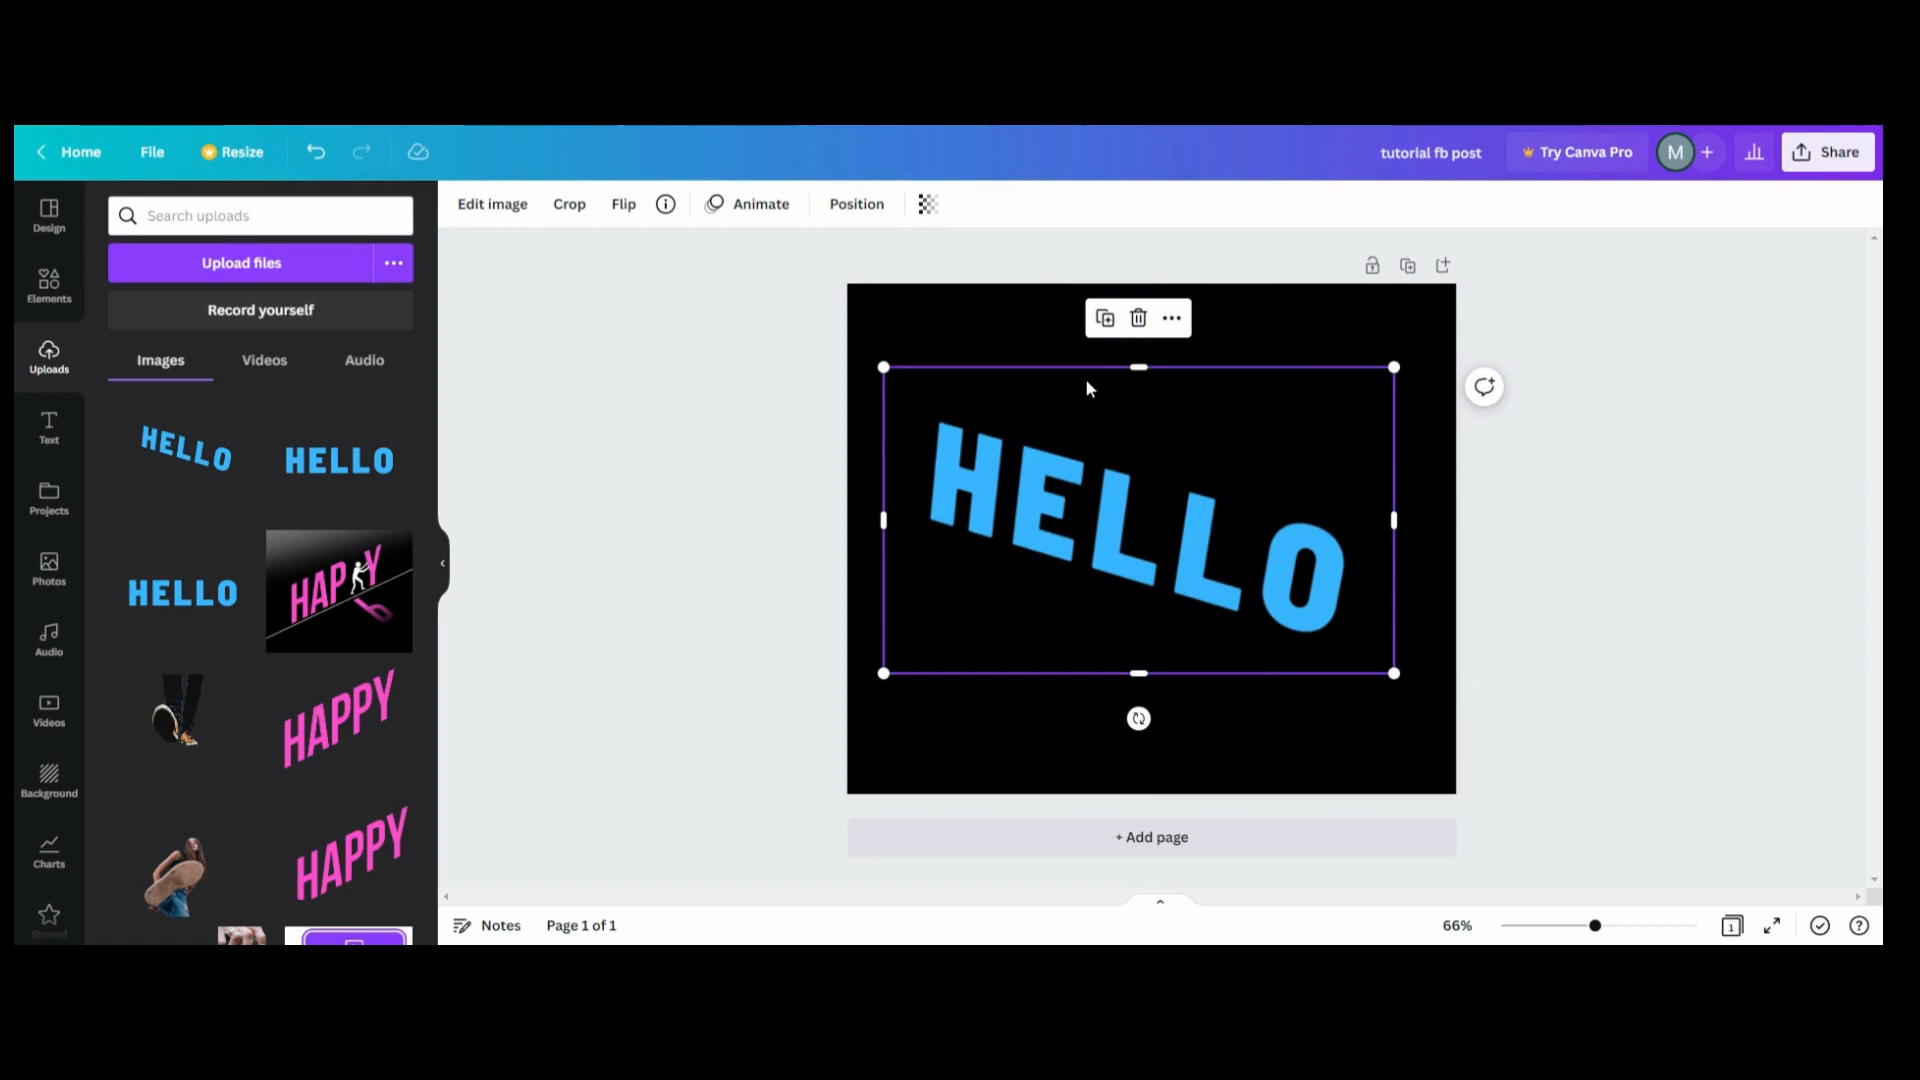 Home File Resize tutorial fb post Try Canva Pro M + Share
Design
Elements
Uploads
Text
Projects
Photos
Audio
Videos
Background
Charts
Starred
Search uploads
Upload files
Record yourself
Images Videos Audio
HELLO HELLO
HELLO HAPPY
HAPPY
HAPPY
Edit image Crop Flip Animate Position
HELLO
+ Add page
Notes Page 1 of 1 66% 1